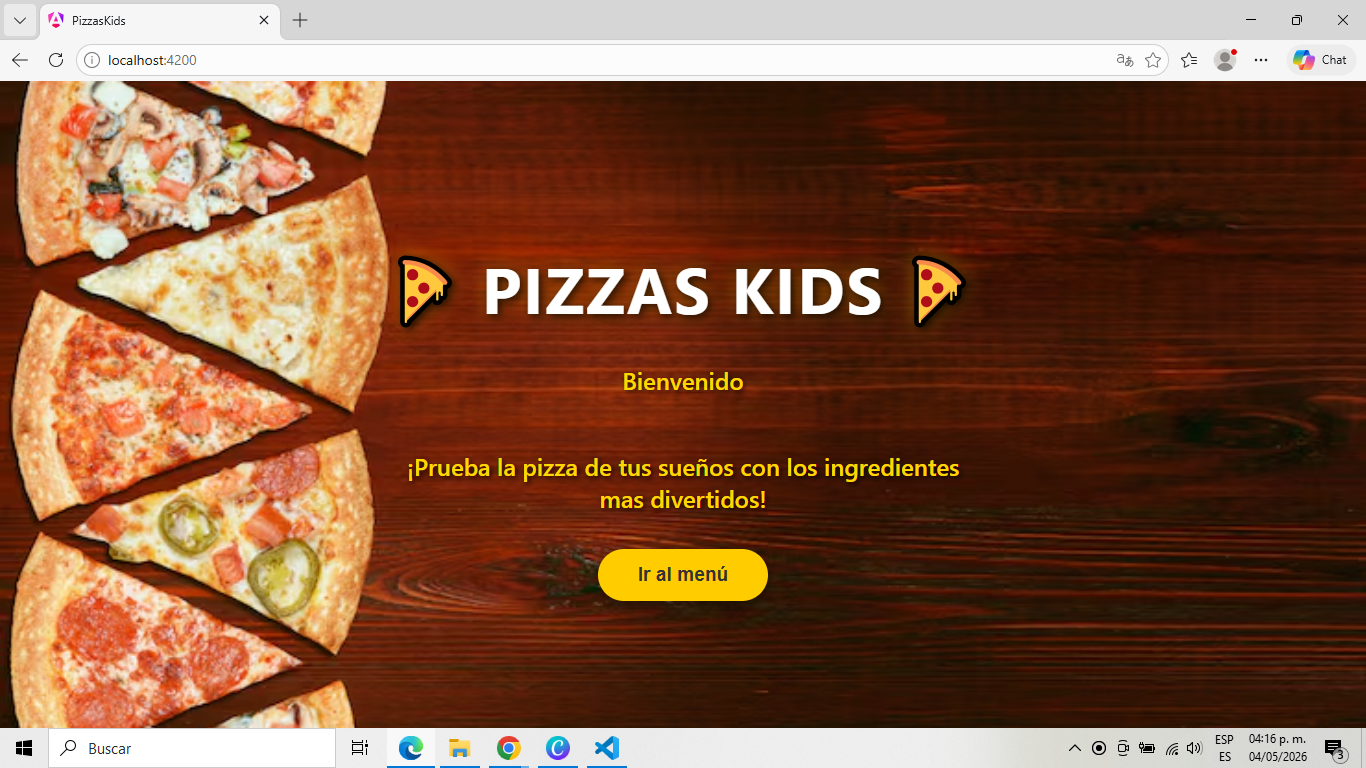 PizzasKids
localhost:4200
Chat
PIZZAS KIDS
Bienvenido
¡Prueba la pizza de tus sueños con los ingredientes
mas divertidos!
Ir al menú
Buscar
ESP
ES
04:16 p. m.
04/05/2026
3